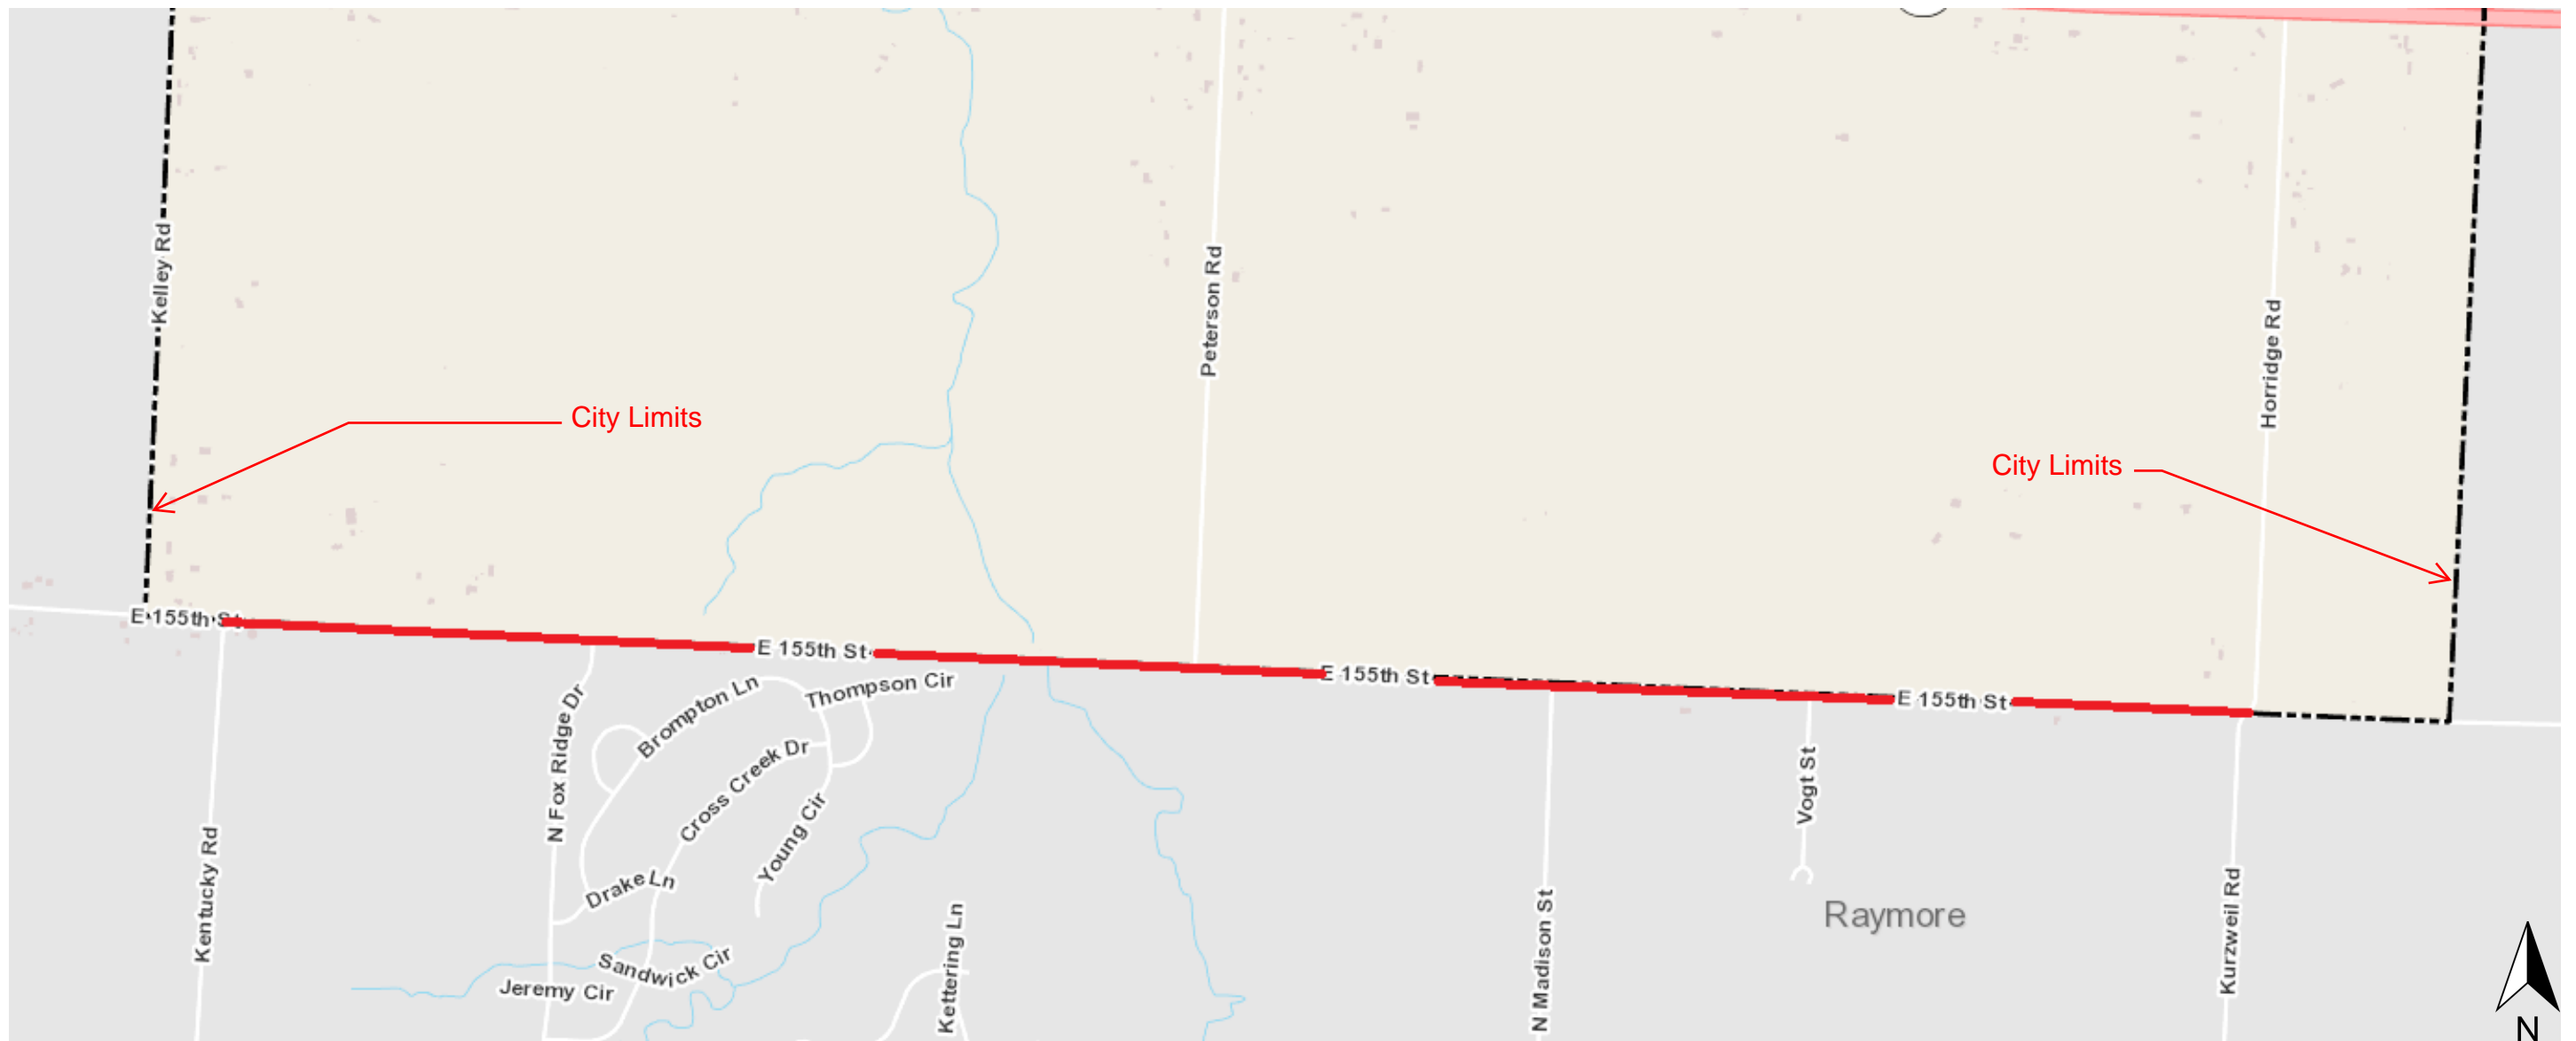 Kelley Rd
Peterson Rd
Horridge Rd
City Limits
City Limits
E 155th St
E 155th St
E 155th St
E 155th St
N Fox Ridge Dr
Brompton Ln
Thompson Cir
Cross Creek Dr
Young Cir
Vogt St
Kentucky Rd
Drake Ln
Raymore
Kurzweil Rd
N Madison St
Kettering Ln
Sandwick Cir
Jeremy Cir
N